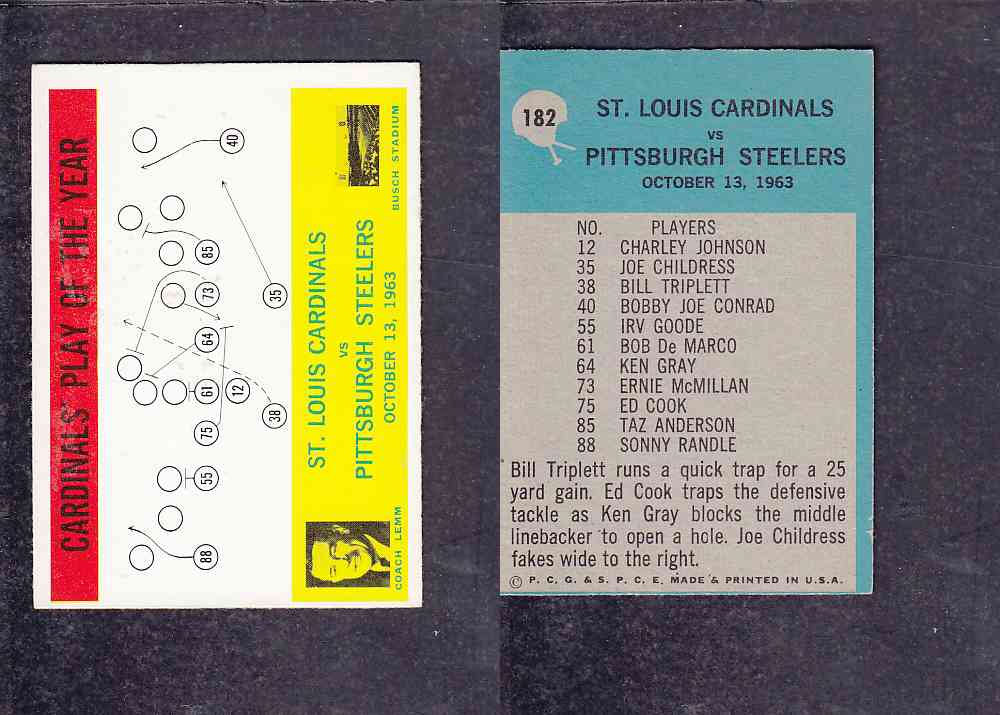 CARDINALS' PLAY OF THE YEAR
40
85
73
35
64
61
12
38
75
55
88
ST. LOUIS CARDINALS
VS
PITTSBURGH STEELERS
OCTOBER 13, 1963
BUSCH STADIUM
COACH LEMM
182
ST. LOUIS CARDINALS
VS
PITTSBURGH STEELERS
OCTOBER 13, 1963
NO. PLAYERS
12 CHARLEY JOHNSON
35 JOE CHILDRESS
38 BILL TRIPLETT
40 BOBBY JOE CONRAD
55 IRV GOODE
61 BOB De MARCO
64 KEN GRAY
73 ERNIE McMILLAN
75 ED COOK
85 TAZ ANDERSON
88 SONNY RANDLE
Bill Triplett runs a quick trap for a 25
yard gain. Ed Cook traps the defensive
tackle as Ken Gray blocks the middle
linebacker to open a hole. Joe Childress
fakes wide to the right.
© P. C. G. & S. P. C. E. MADE & PRINTED IN U.S.A.